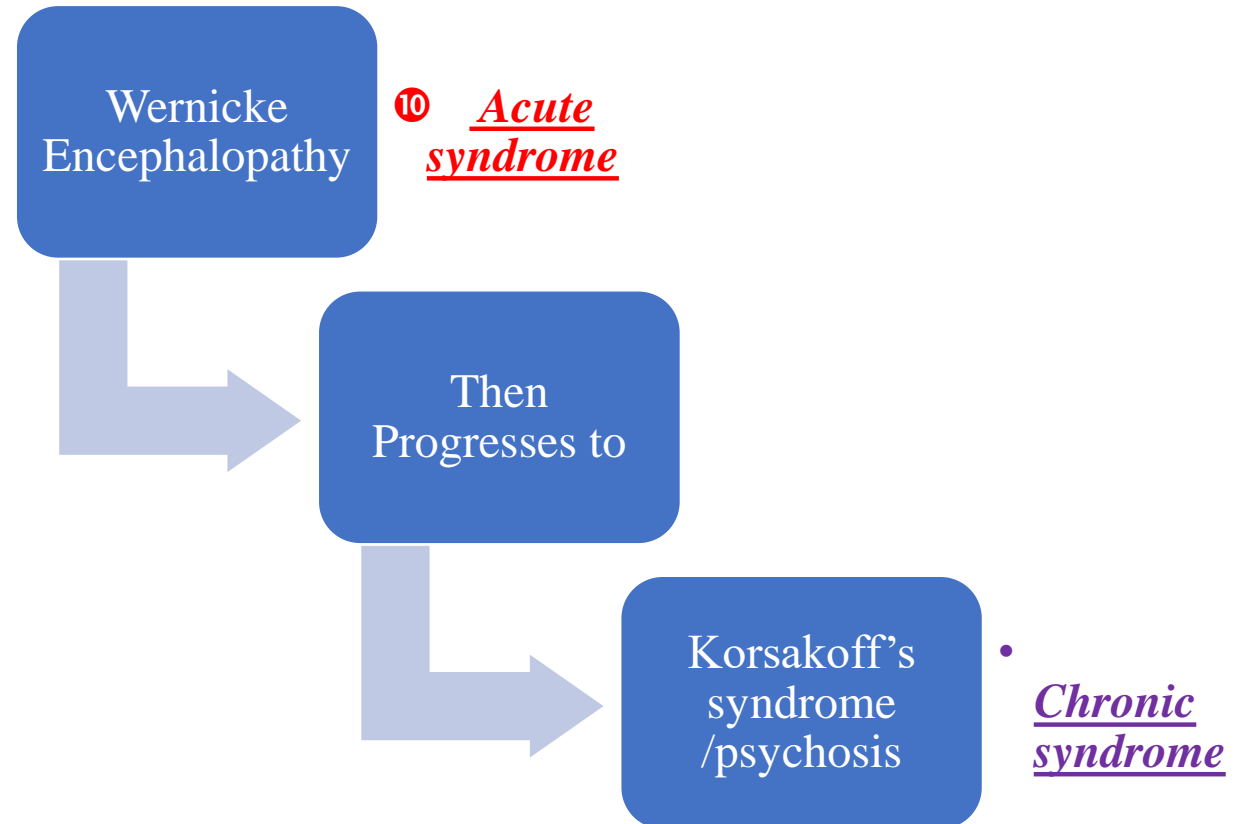 Wernicke
Encephalopathy
❿ Acute
syndrome
Then
Progresses to
Korsakoff’s
syndrome
/psychosis
•
Chronic
syndrome